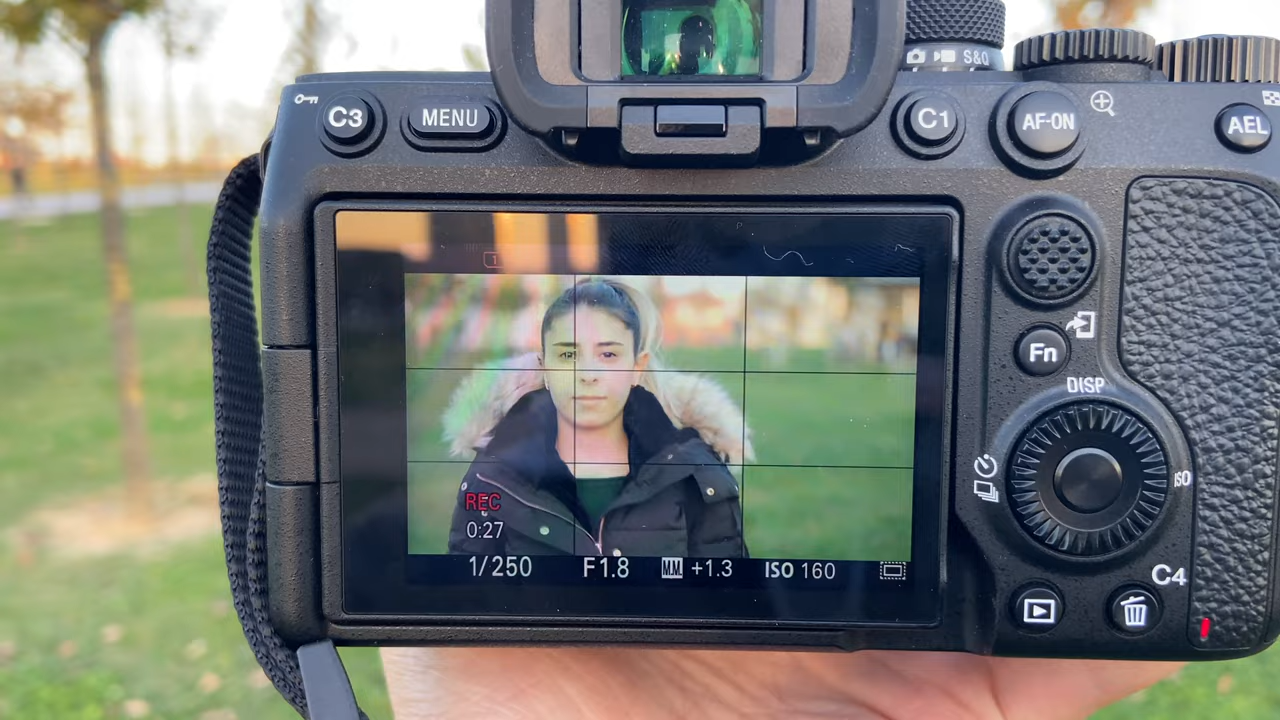 S&Q
C3
MENU
C1
AF-ON
AEL
1
Fn
DISP
REC
0:27
ISO
1/250 F1.8 M.M. +1.3 ISO 160
C4